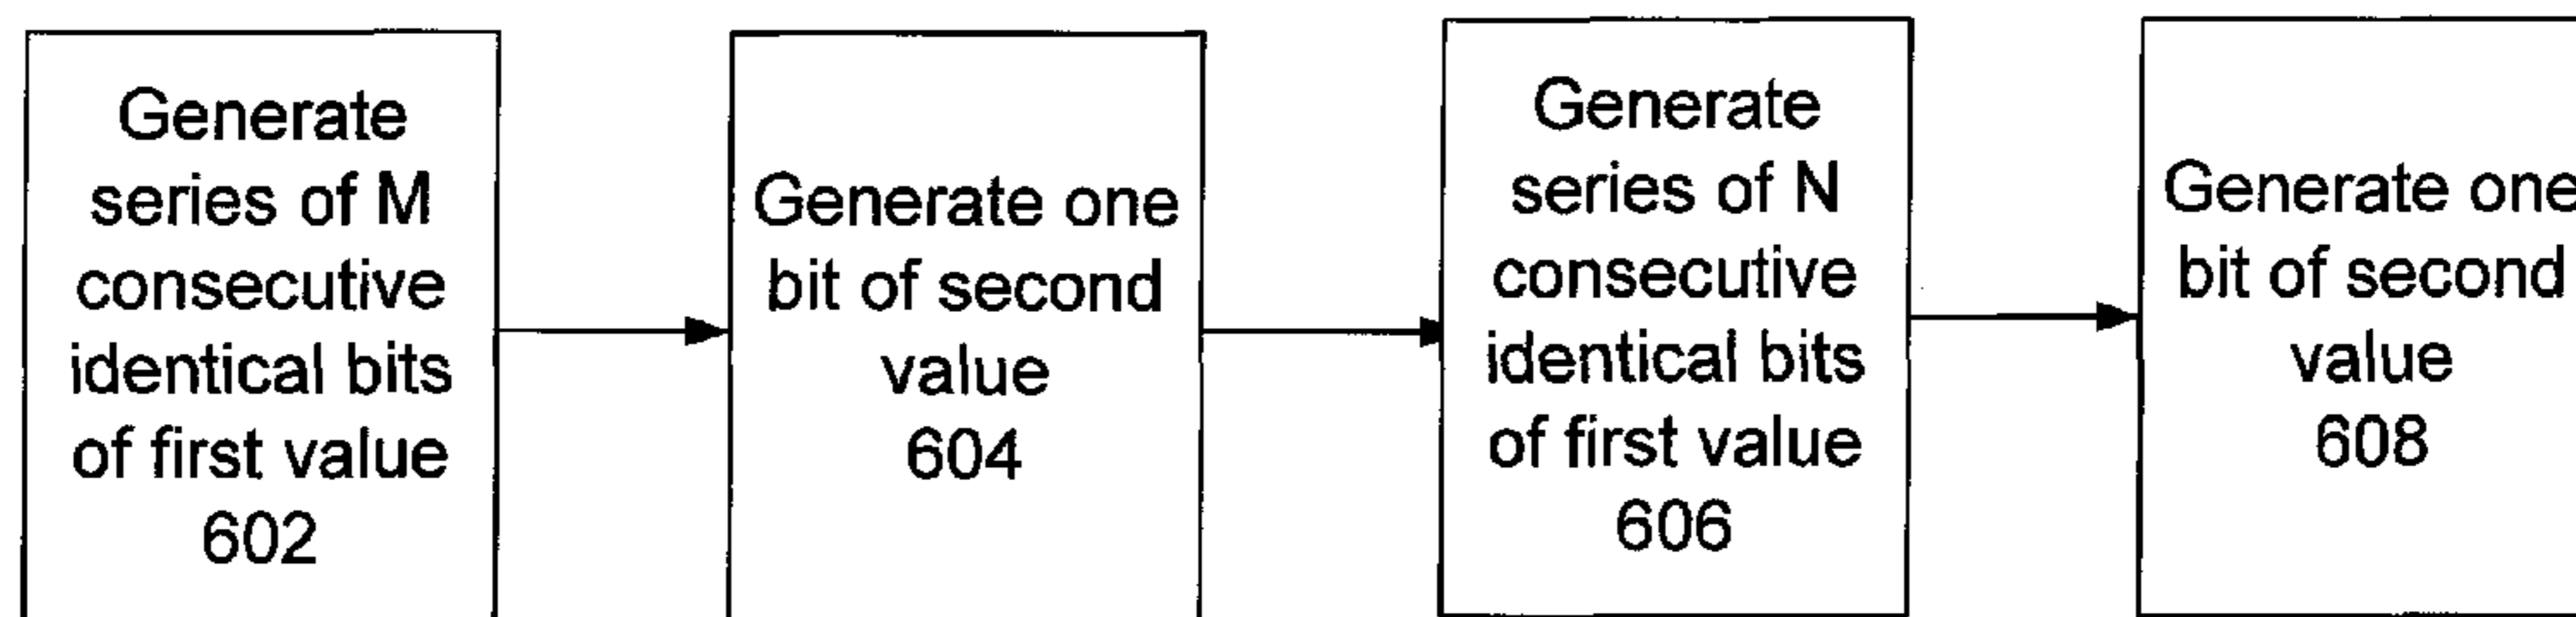 Generate
series of M
consecutive
identical bits
of first value
602
Generate one
bit of second
value
604
Generate
series of N
consecutive
identical bits
of first value
606
Generate one
bit of second
value
608